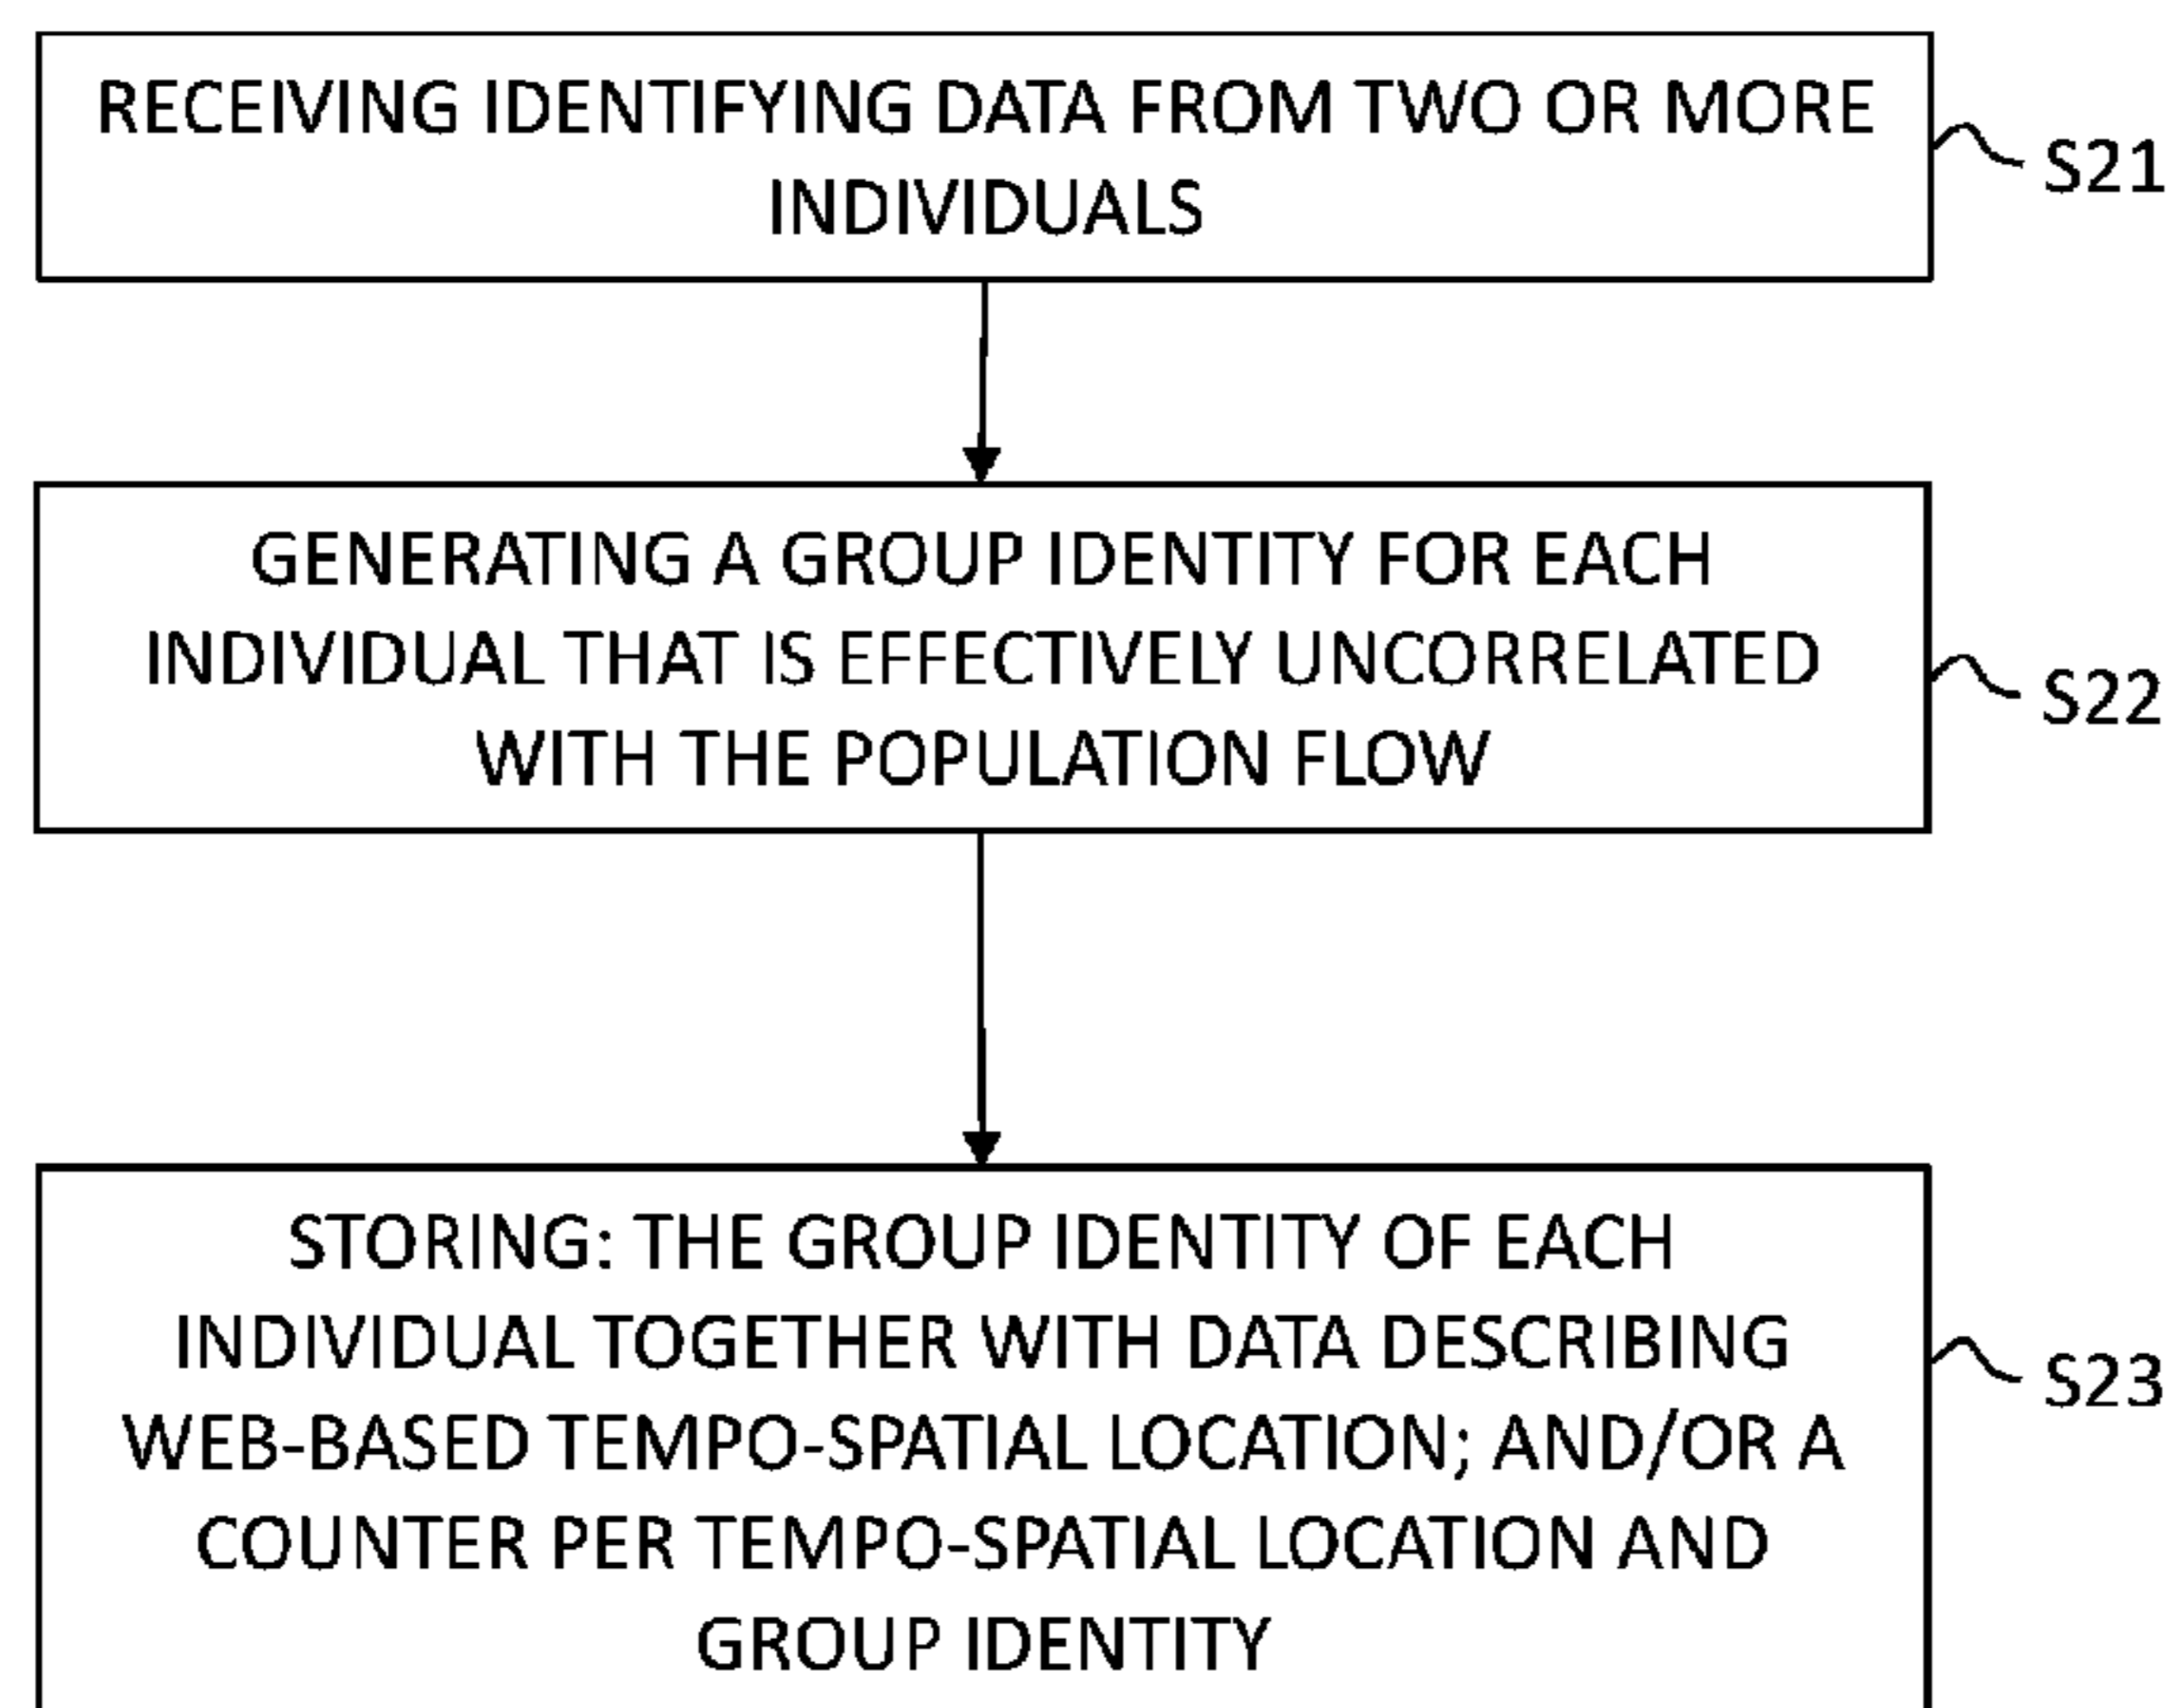 RECEIVING IDENTIFYING DATA FROM TWO OR MORE
INDIVIDUALS
S21
GENERATING A GROUP IDENTITY FOR EACH
INDIVIDUAL THAT IS EFFECTIVELY UNCORRELATED
WITH THE POPULATION FLOW
S22
STORING: THE GROUP IDENTITY OF EACH
INDIVIDUAL TOGETHER WITH DATA DESCRIBING
WEB-BASED TEMPO-SPATIAL LOCATION; AND/OR A
COUNTER PER TEMPO-SPATIAL LOCATION AND
GROUP IDENTITY
S23